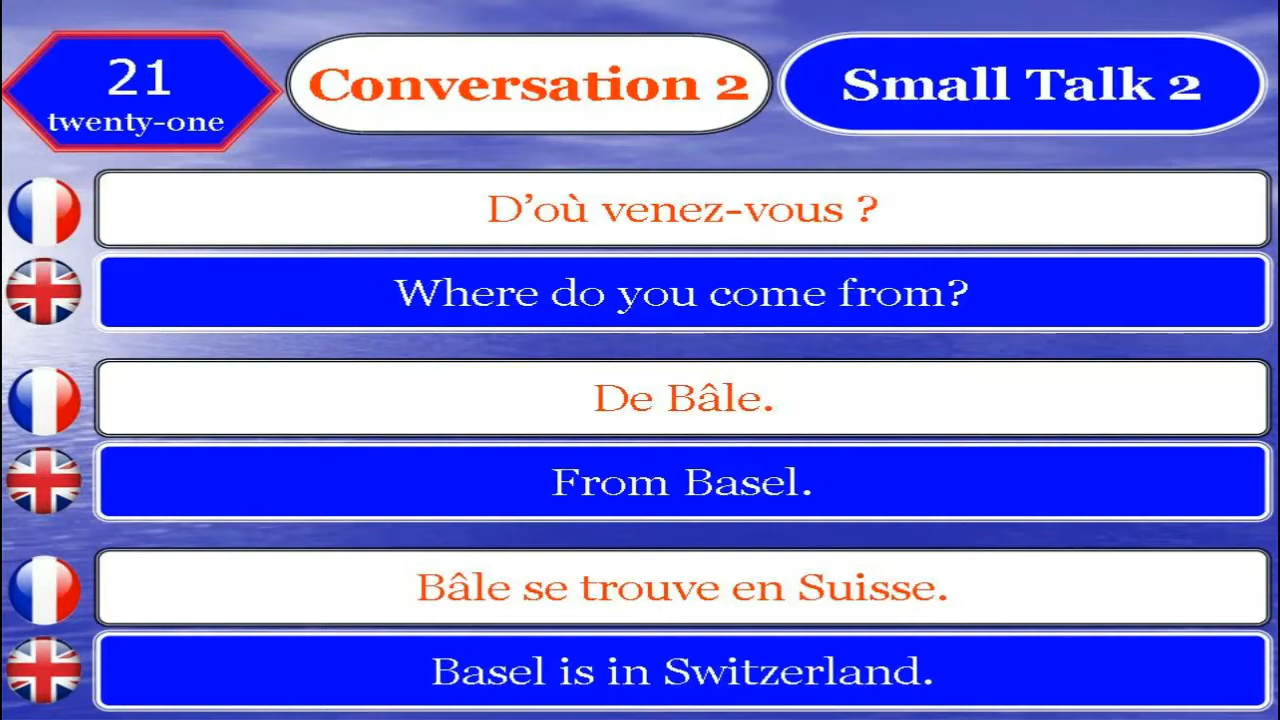 21
twenty-one
Conversation 2
Small Talk 2
D’où venez-vous ?
Where do you come from?
De Bâle.
From Basel.
Bâle se trouve en Suisse.
Basel is in Switzerland.